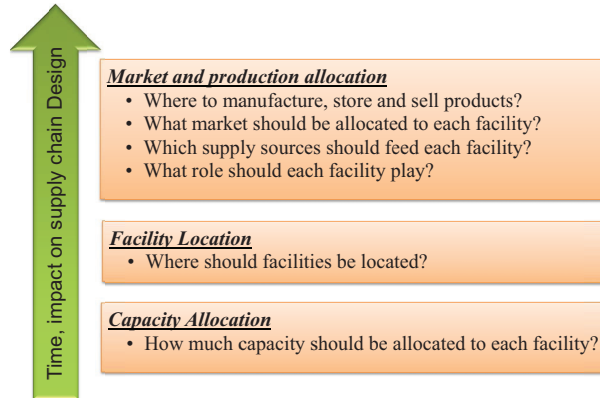 Time, impact on supply chain Design
Market and production allocation
• Where to manufacture, store and sell products?
• What market should be allocated to each facility?
• Which supply sources should feed each facility?
• What role should each facility play?
Facility Location
• Where should facilities be located?
Capacity Allocation
• How much capacity should be allocated to each facility?